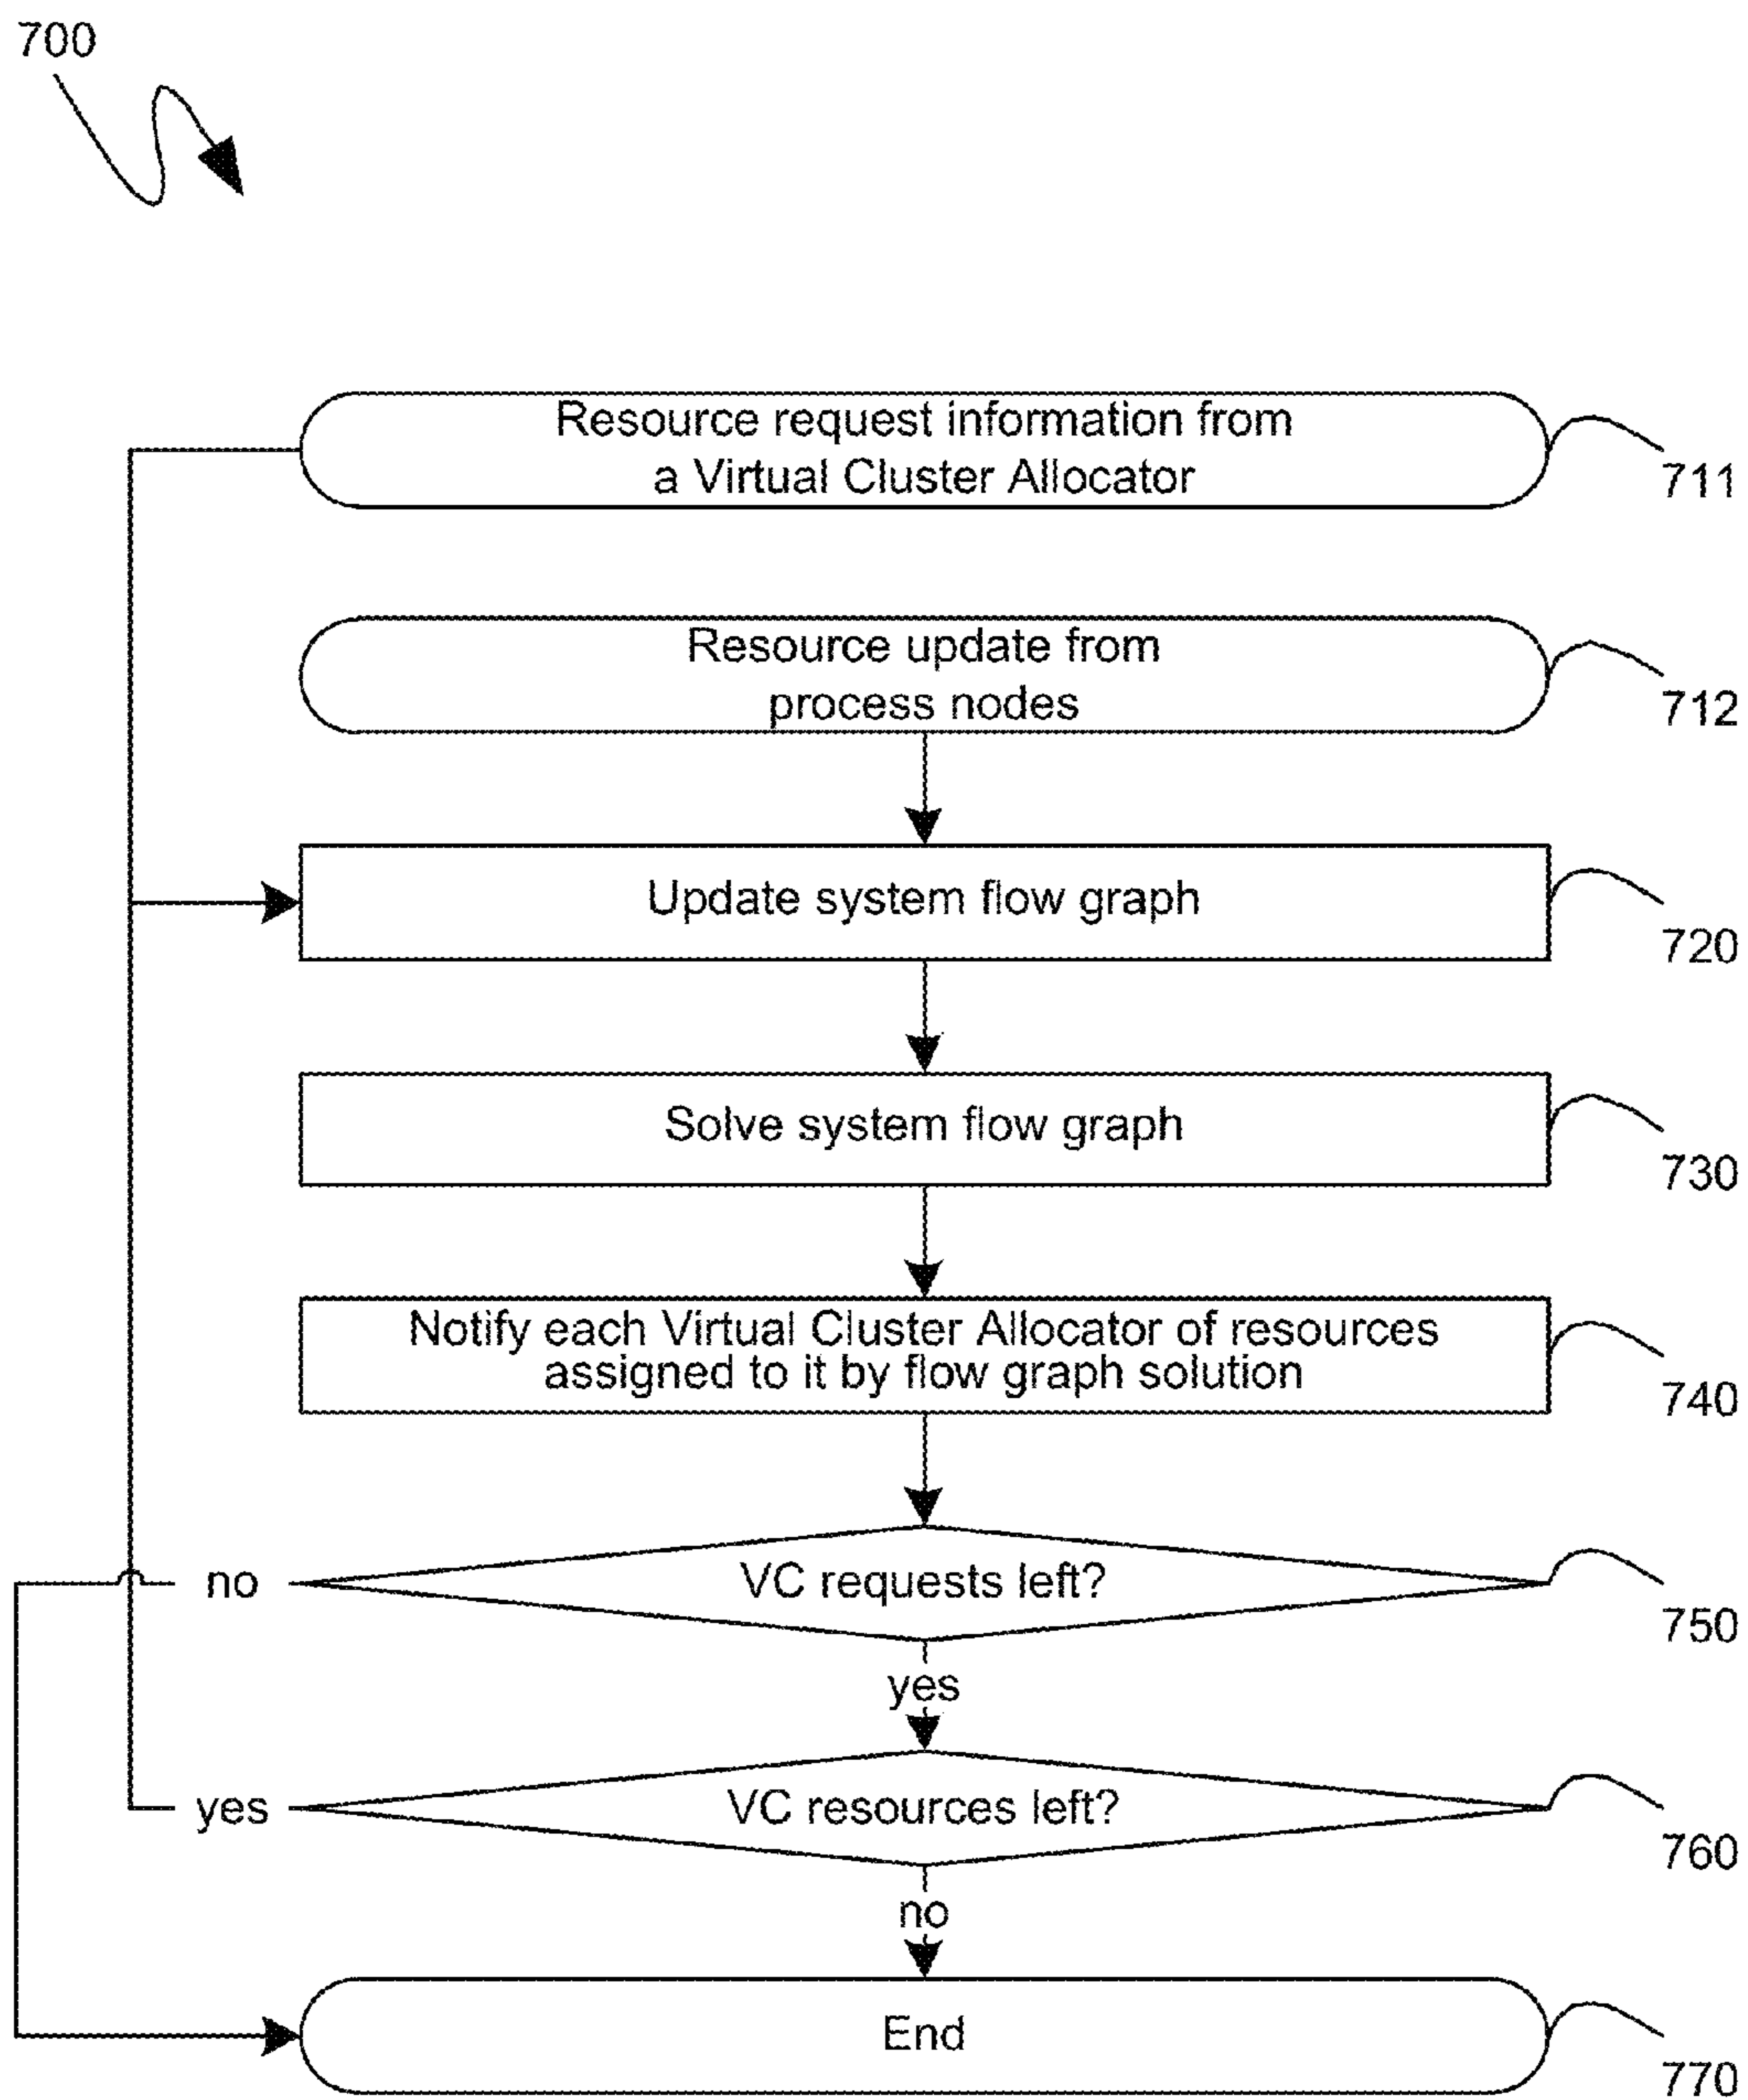 700
Resource request information from
a Virtual Cluster Allocator
711
Resource update from
process nodes
712
Update system flow graph
720
Solve system flow graph
730
Notify each Virtual Cluster Allocator of resources
assigned to it by flow graph solution
740
no
VC requests left?
750
yes
yes
VC resources left?
760
no
End
770